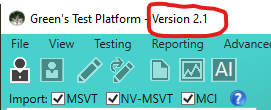 Green's Test Platform - Version 2.1
File View Testing Reporting Advanced
AI
Import: MSVT NV-MSVT MCI ?